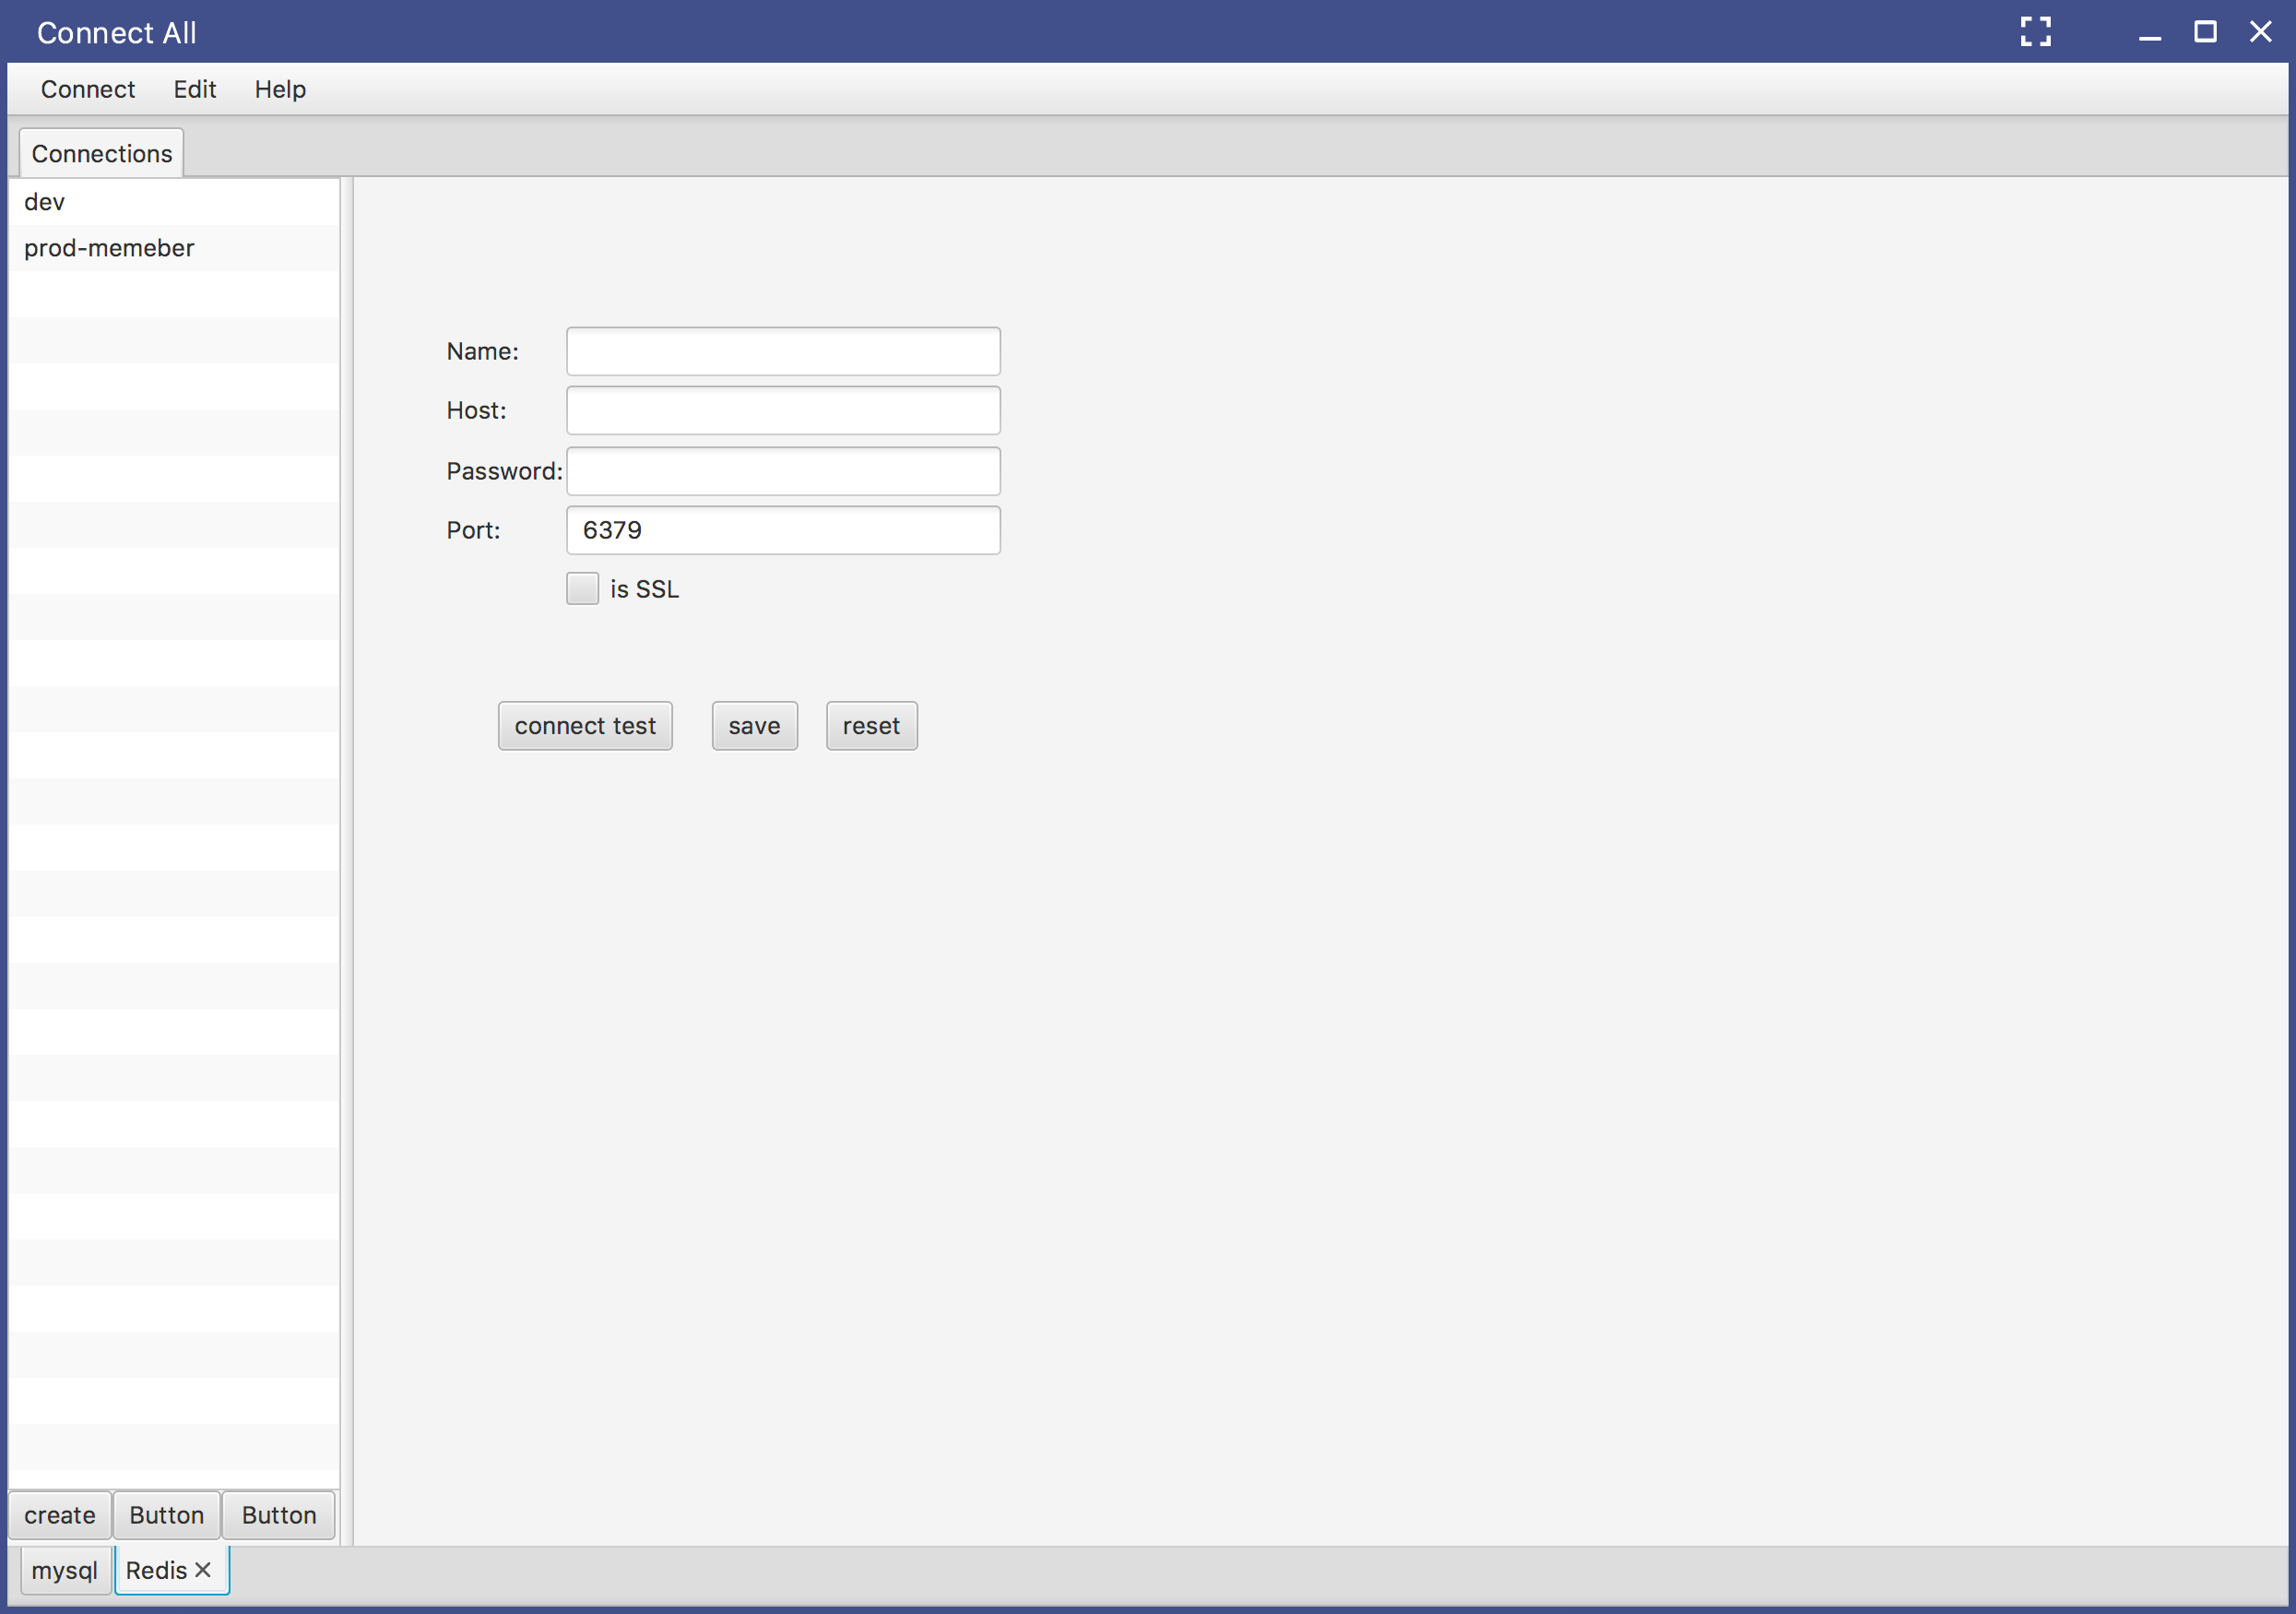 Connect All
Connect Edit Help
Connections
dev
prod-memeber
Name:
Host:
Password:
Port: 6379
is SSL
connect test save reset
create Button Button
mysql Redis